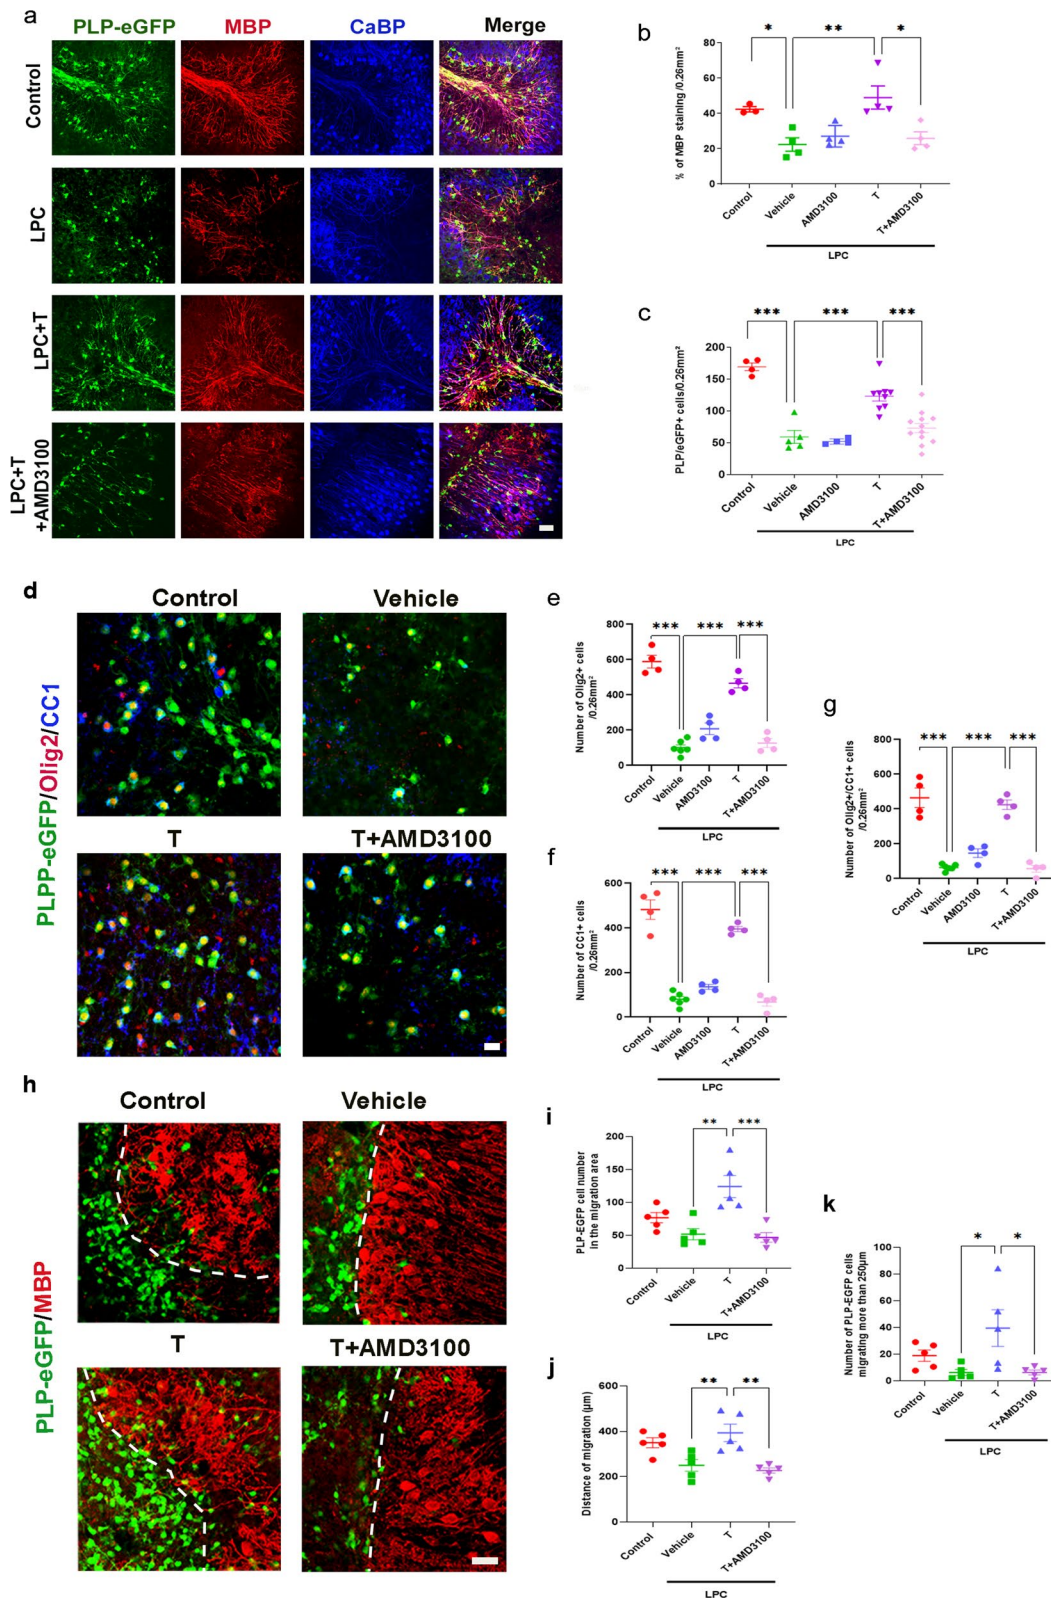 a
PLP-eGFP MBP CaBP Merge
Control
LPC
LPC+T
LPC+T
+AMD3100
b
* ** *
% of MBP staining /0.26mm²
80
60
40
20
0
Control Vehicle AMD3100 T T+AMD3100
LPC
c
*** *** ***
PLP/eGFP+ cells/0.26mm²
200
150
100
50
0
Control Vehicle AMD3100 T T+AMD3100
LPC
d
Control Vehicle
T T+AMD3100
PLPP-eGFP/Olig2/CC1
e
*** *** ***
Number of Olig2+ cells
/0.26mm²
800
600
400
200
0
Control Vehicle AMD3100 T T+AMD3100
LPC
f
*** *** ***
Number of CC1+ cells
/0.26mm²
600
400
200
0
Control Vehicle AMD3100 T T+AMD3100
LPC
g
*** *** ***
Number of Olig2+/CC1+ cells
/0.26mm²
800
600
400
200
0
Control Vehicle AMD3100 T T+AMD3100
LPC
h
Control Vehicle
T T+AMD3100
PLP-eGFP/MBP
i
** ***
PLP-EGFP cell number
in the migration area
200
150
100
50
0
Control Vehicle T T+AMD3100
LPC
j
** **
Distance of migration (µm)
600
400
200
0
Control Vehicle T T+AMD3100
LPC
k
* *
Number of PLP-EGFP cells
migrating more than 250µm
100
80
60
40
20
0
Control Vehicle T T+AMD3100
LPC